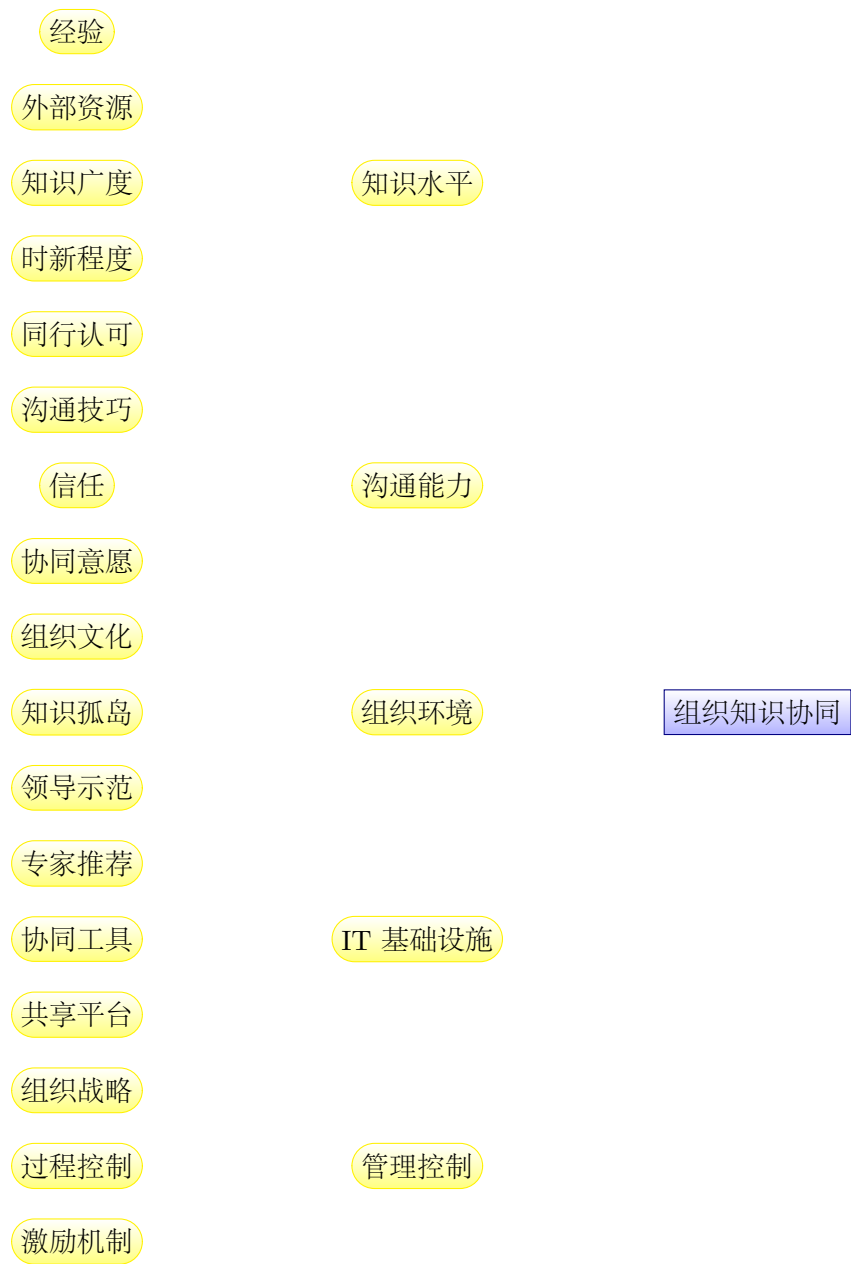 经验
外部资源
知识广度 知识水平
时新程度
同行认可
沟通技巧
信任 沟通能力
协同意愿
组织文化
知识孤岛 组织环境 组织知识协同
领导示范
专家推荐
协同工具 IT 基础设施
共享平台
组织战略
过程控制 管理控制
激励机制